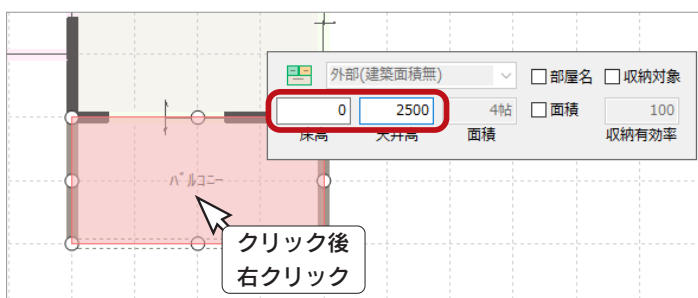 外部(建築面積無)
部屋名
収納対象
0
2500
4帖
面積
100
床高
天井高
面積
収納有効率
バルコニー
クリック後
右クリック